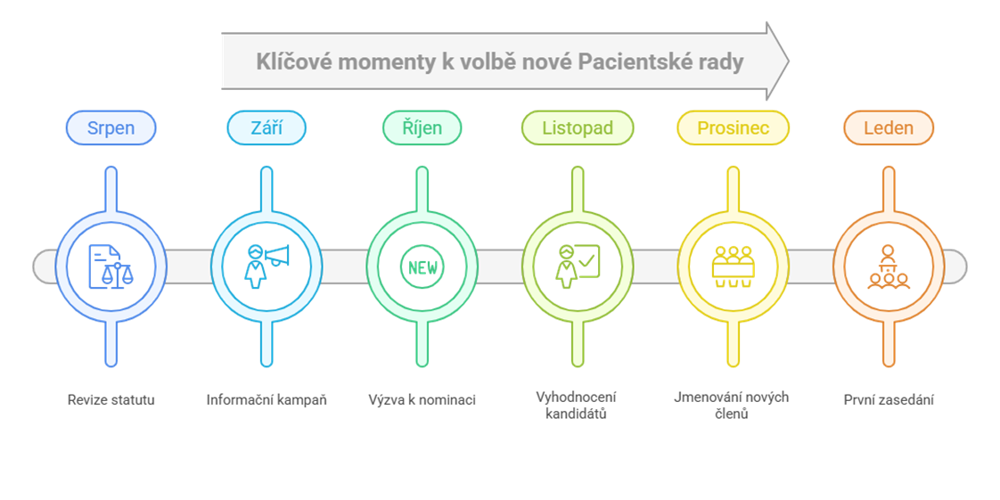 Klíčové momenty k volbě nové Pacientské rady
Srpen
Září
Říjen
Listopad
Prosinec
Leden
NEW
Revize statutu
Informační kampaň
Výzva k nominaci
Vyhodnocení
kandidátů
Jmenování nových
členů
První zasedání